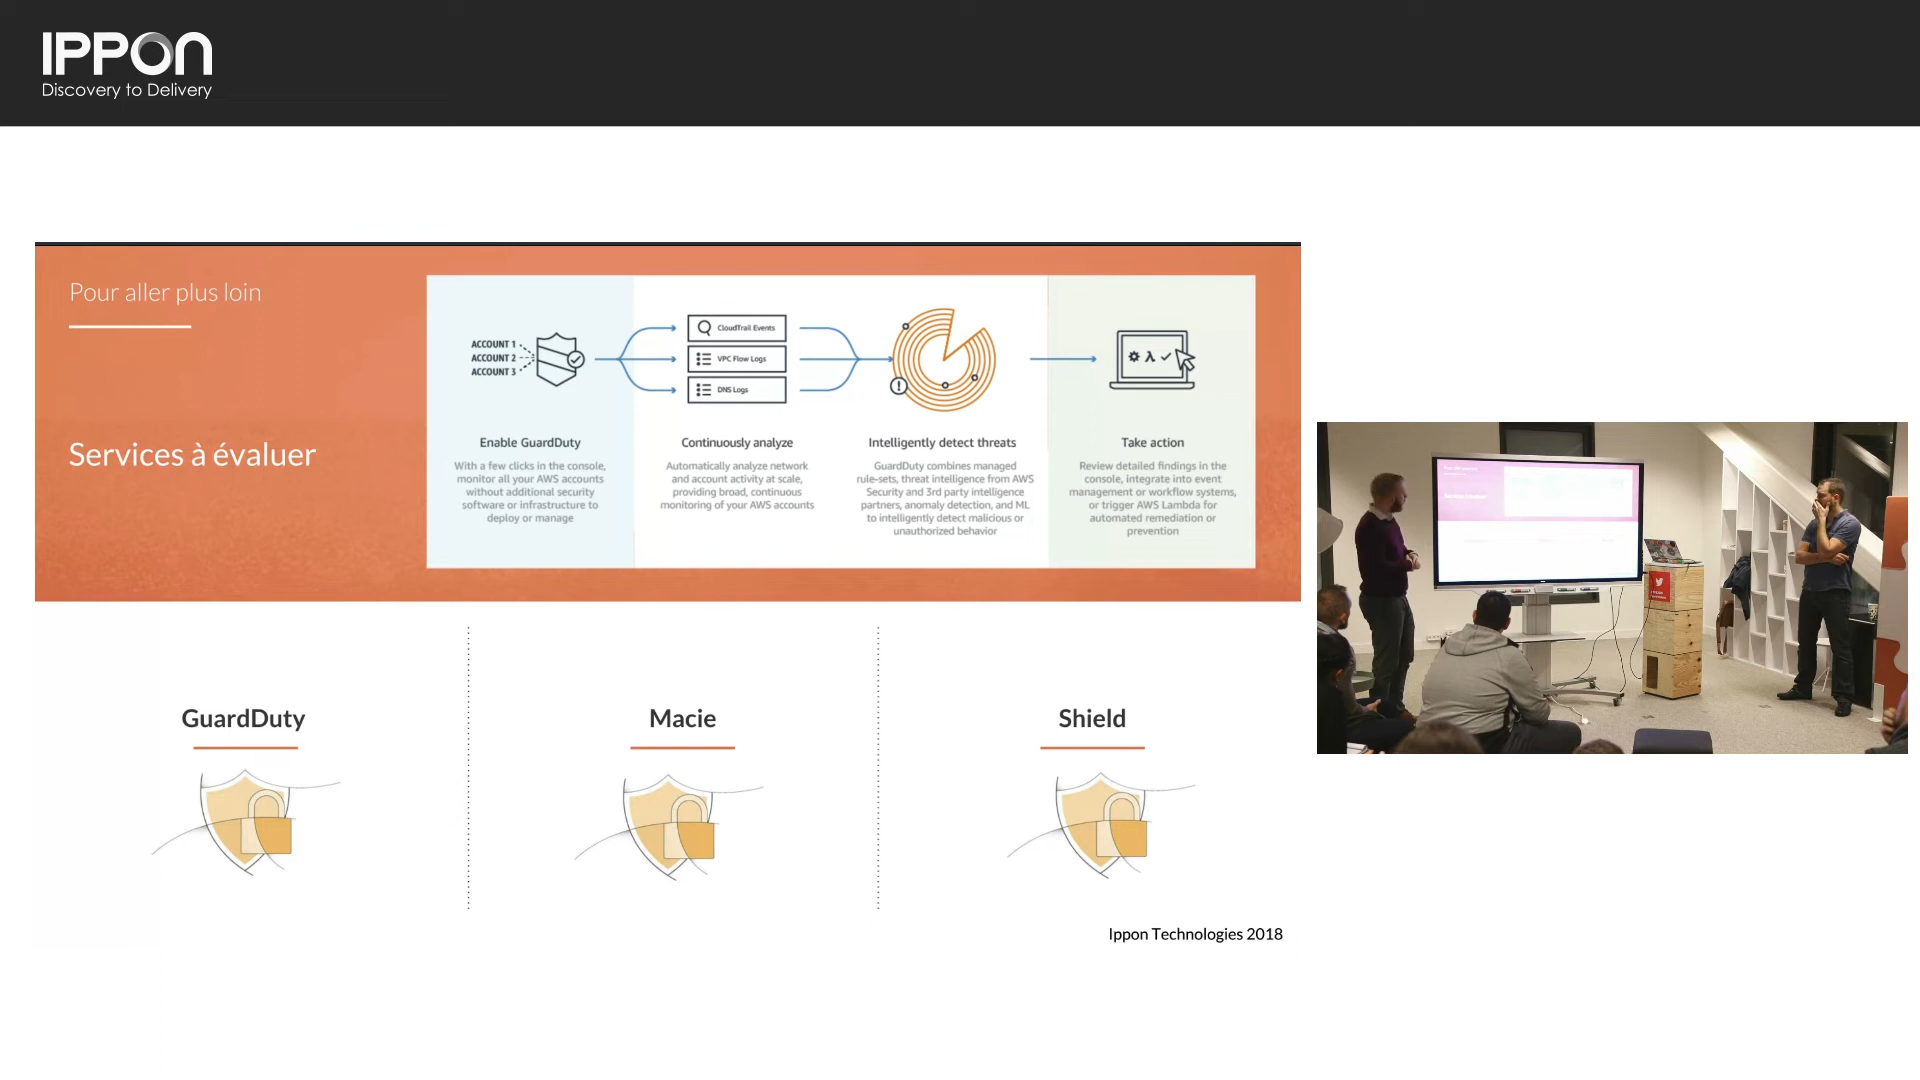 IPPON
Discovery to Delivery
Pour aller plus loin
Services à évaluer
ACCOUNT 1
ACCOUNT 2
ACCOUNT 3
CloudTrail Events
VPC Flow Logs
DNS Logs
Enable GuardDuty
With a few clicks in the console,
monitor all your AWS accounts
without additional security
software or infrastructure to
deploy or manage
Continuously analyze
Automatically analyze network
and account activity at scale,
providing broad, continuous
monitoring of your AWS accounts
Intelligently detect threats
GuardDuty combines managed
rule-sets, threat intelligence from AWS
Security and 3rd party intelligence
partners, anomaly detection, and ML
to intelligently detect malicious or
unauthorized behavior
Take action
Review detailed findings in the
console, integrate into event
management or workflow systems,
or trigger AWS Lambda for
automated remediation or
prevention
GuardDuty
Macie
Shield
Ippon Technologies 2018